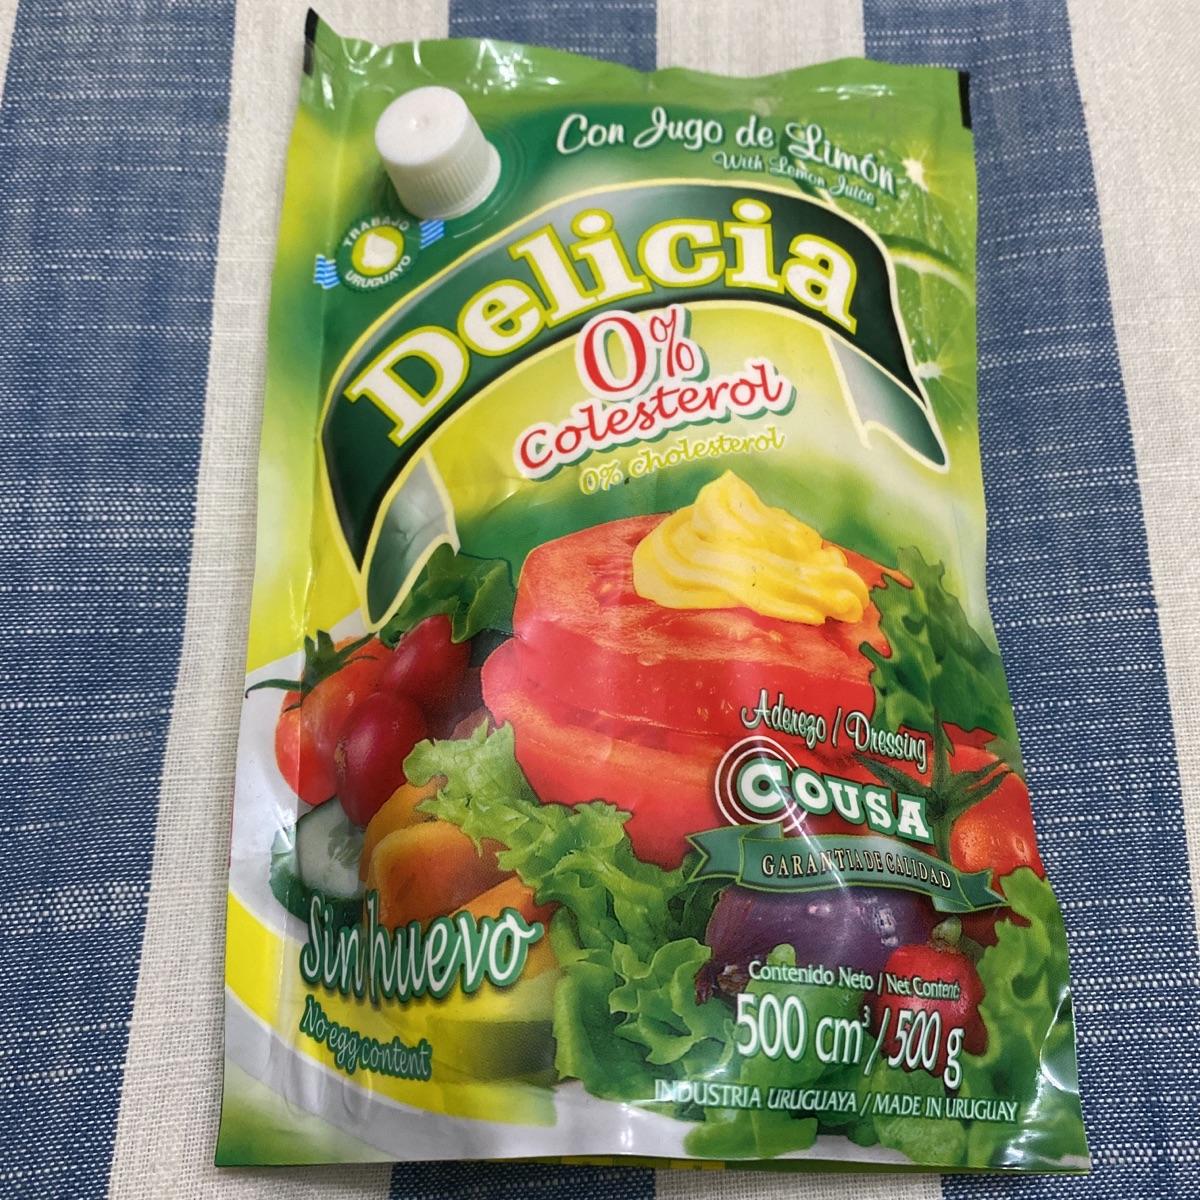 Con Jugo de Limón
With Lemon Juice
TRABAJO
URUGUAYO
Delicia
0%
Colesterol
0% cholesterol
Aderezo / Dressing
COUSA
GARANTIA DE CALIDAD
Sin huevo
No egg content
Contenido Neto / Net Content:
500 cm³ / 500 g
INDUSTRIA URUGUAYA / MADE IN URUGUAY